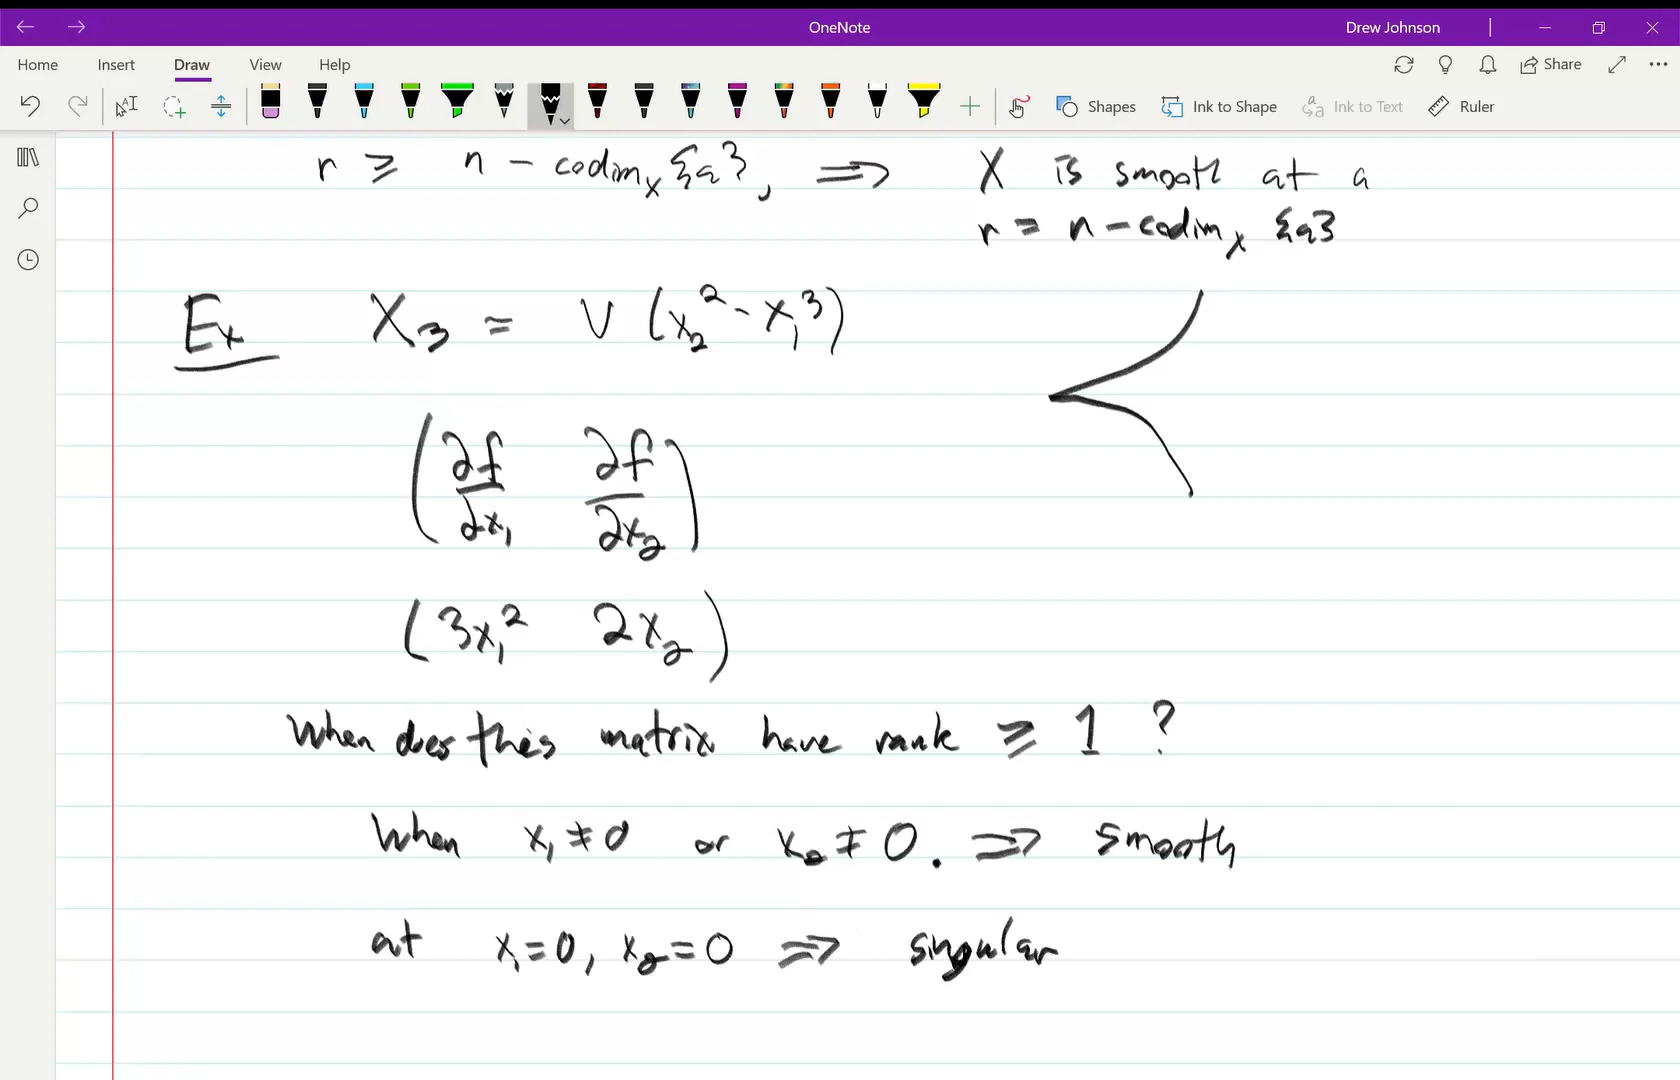 OneNote
Drew Johnson
Home Insert Draw View Help
Share
Shapes Ink to Shape Ink to Text Ruler
r ≥ n - codim_X {a}, ⟹ X is smooth at a
r = n - codim_X {a}
Ex X_3 = V (x_2^2 - x_1^3)
(∂f/∂x_1 ∂f/∂x_2)
(3x_1^2 2x_2)
When does this matrix have rank ≥ 1 ?
When x_1 ≠ 0 or x_2 ≠ 0. ⟹ smooth
at x_1 = 0, x_2 = 0 ⟹ singular